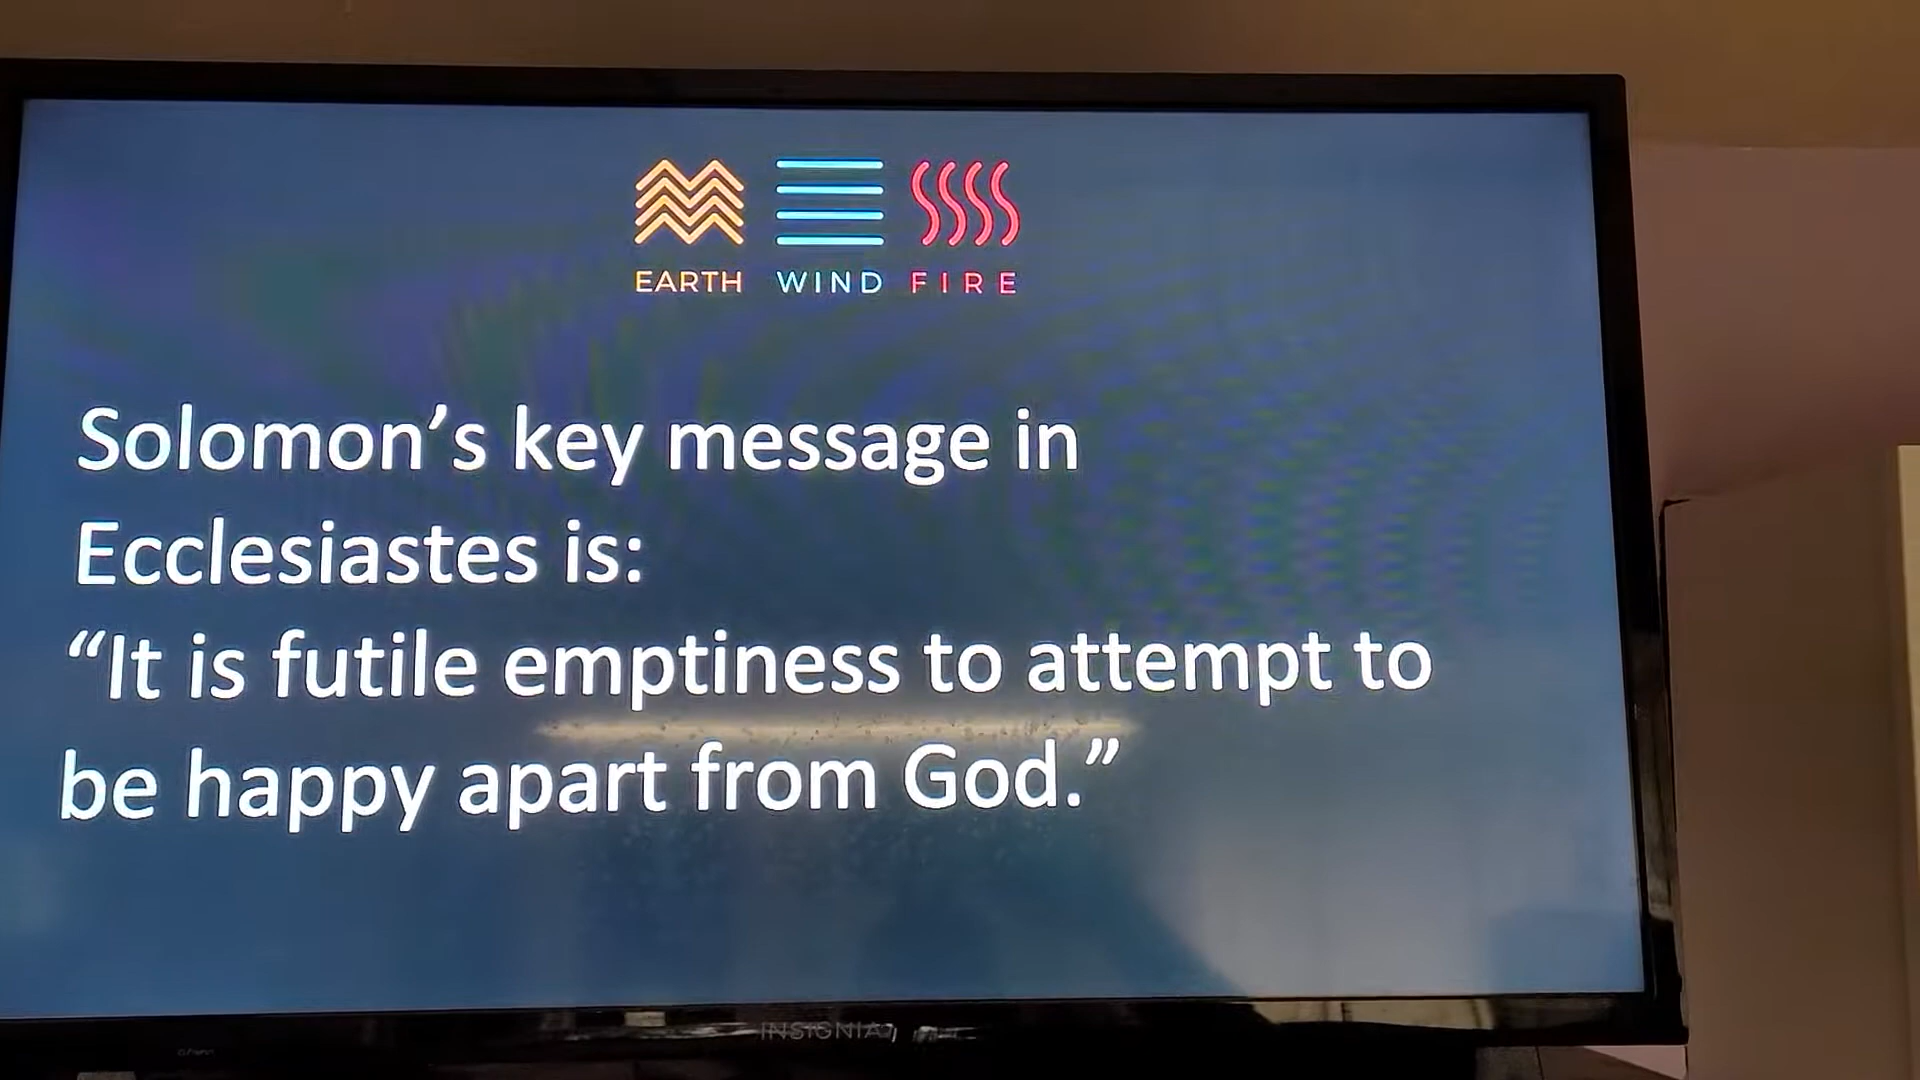 EARTH WIND FIRE
Solomon’s key message in
Ecclesiastes is:
“It is futile emptiness to attempt to
be happy apart from God.”
INSIGNIA